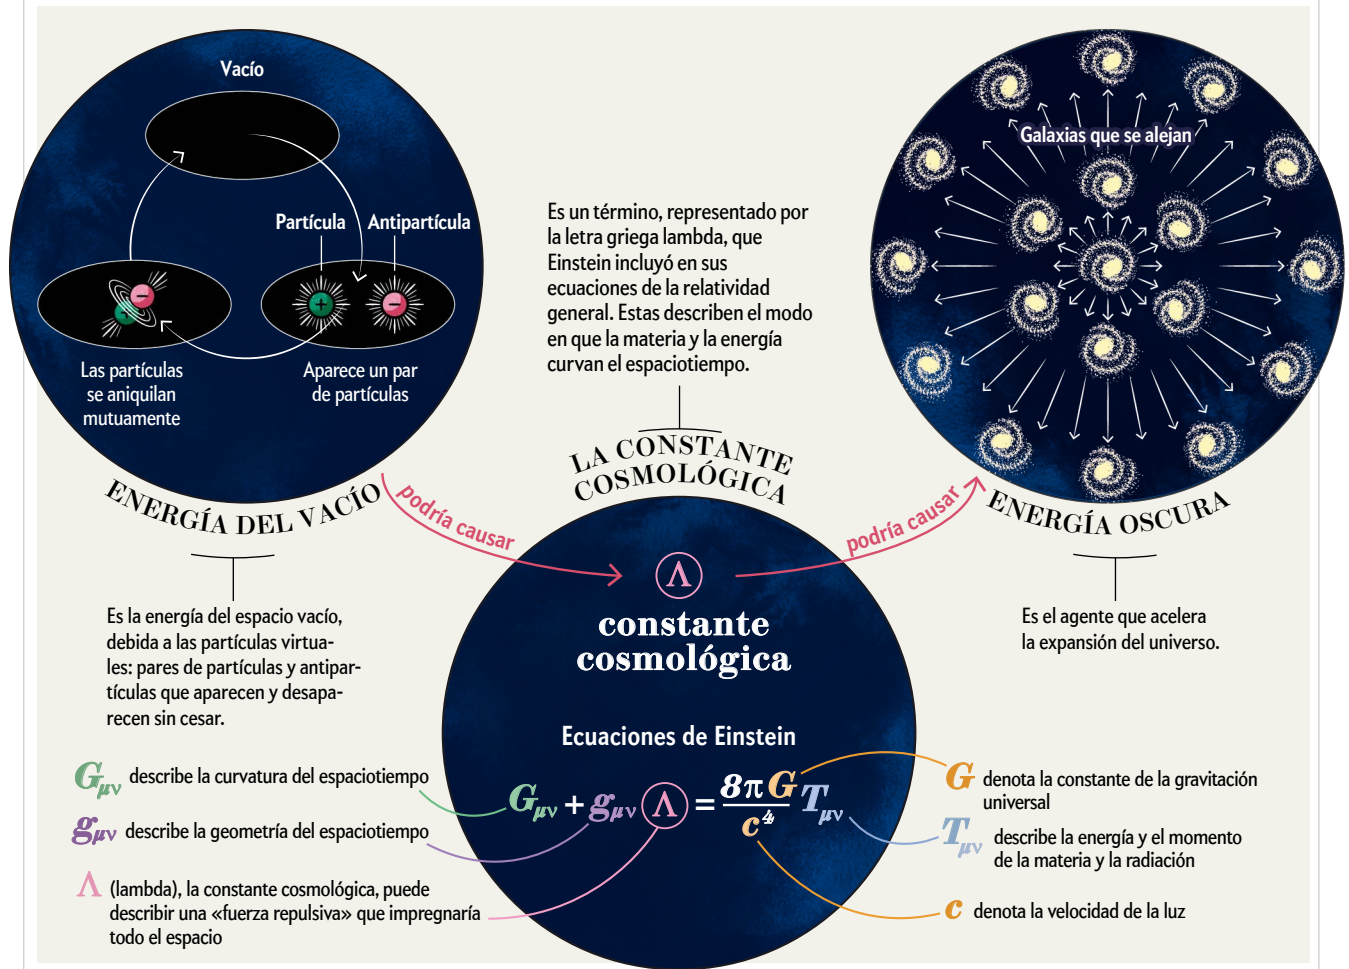 Vacío
Partícula
Antipartícula
Las partículas
se aniquilan
mutuamente
Aparece un par
de partículas
ENERGÍA DEL VACÍO
Es la energía del espacio vacío,
debida a las partículas virtua-
les: pares de partículas y antipar-
tículas que aparecen y desapa-
recen sin cesar.
podría causar
Es un término, representado por
la letra griega lambda, que
Einstein incluyó en sus
ecuaciones de la relatividad
general. Estas describen el modo
en que la materia y la energía
curvan el espaciotiempo.
LA CONSTANTE
COSMOLÓGICA
Λ
constante
cosmológica
podría causar
Galaxias que se alejan
ENERGÍA OSCURA
Es el agente que acelera
la expansión del universo.
Ecuaciones de Einstein
Gμν + gμν Λ = 8πG/c⁴ Tμν
Gμν describe la curvatura del espaciotiempo
gμν describe la geometría del espaciotiempo
Λ (lambda), la constante cosmológica, puede
describir una «fuerza repulsiva» que impregnaría
todo el espacio
G denota la constante de la gravitación
universal
Tμν describe la energía y el momento
de la materia y la radiación
c denota la velocidad de la luz